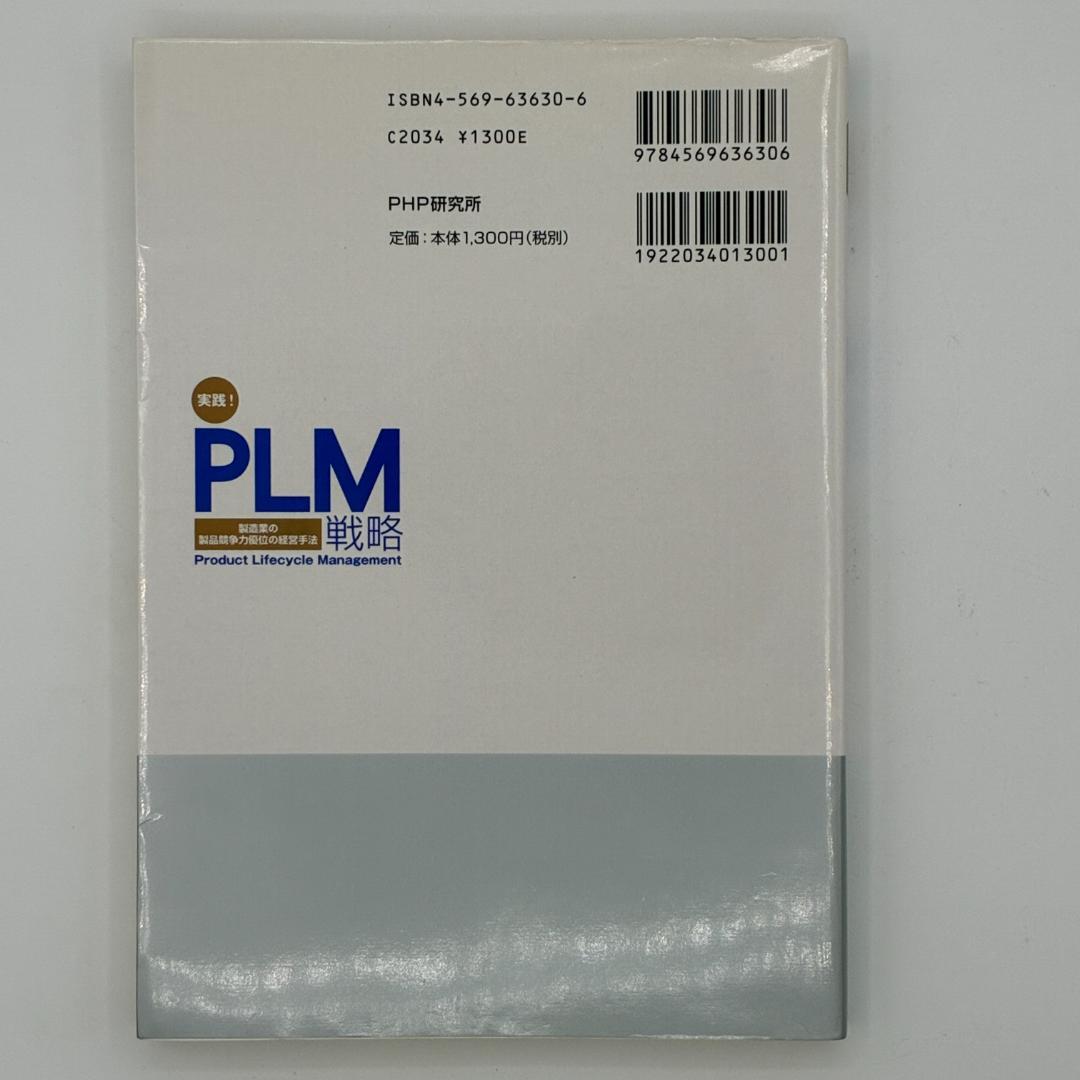 ISBN4-569-63630-6
C2034 ¥1300E
9784569636306
PHP研究所
定価：本体1,300円（税別）
1922034013001
実践！
PLM
製造業の
製品競争力優位の経営手法
戦略
Product Lifecycle Management